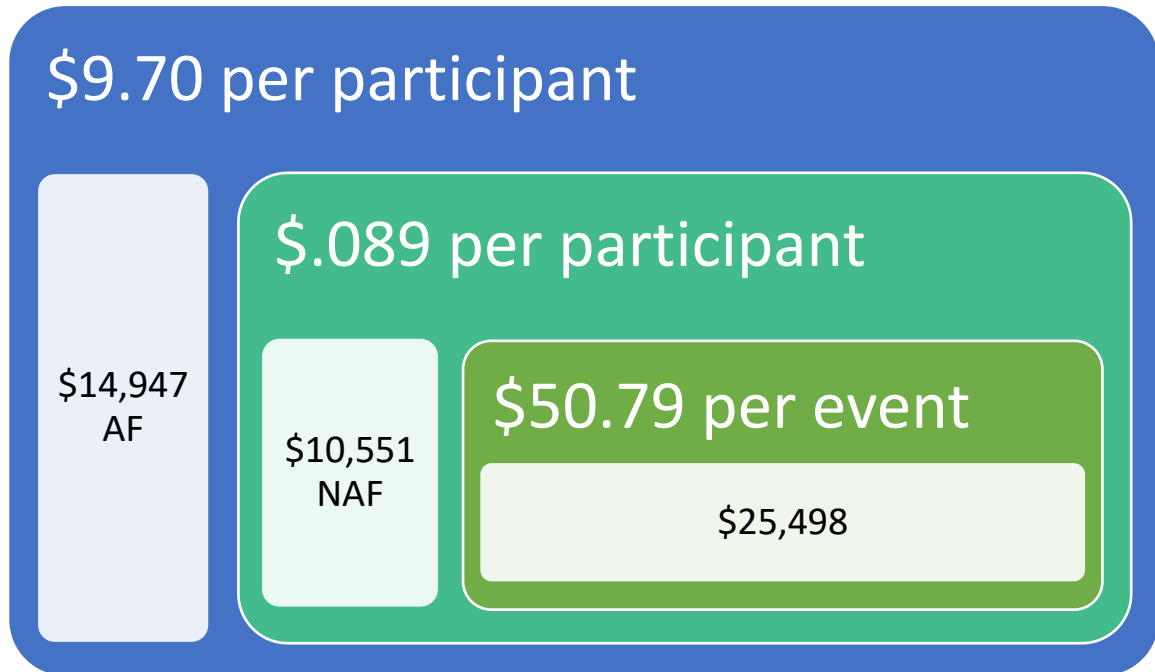 $9.70 per participant
$.089 per participant
$14,947
AF
$50.79 per event
$10,551
NAF
$25,498